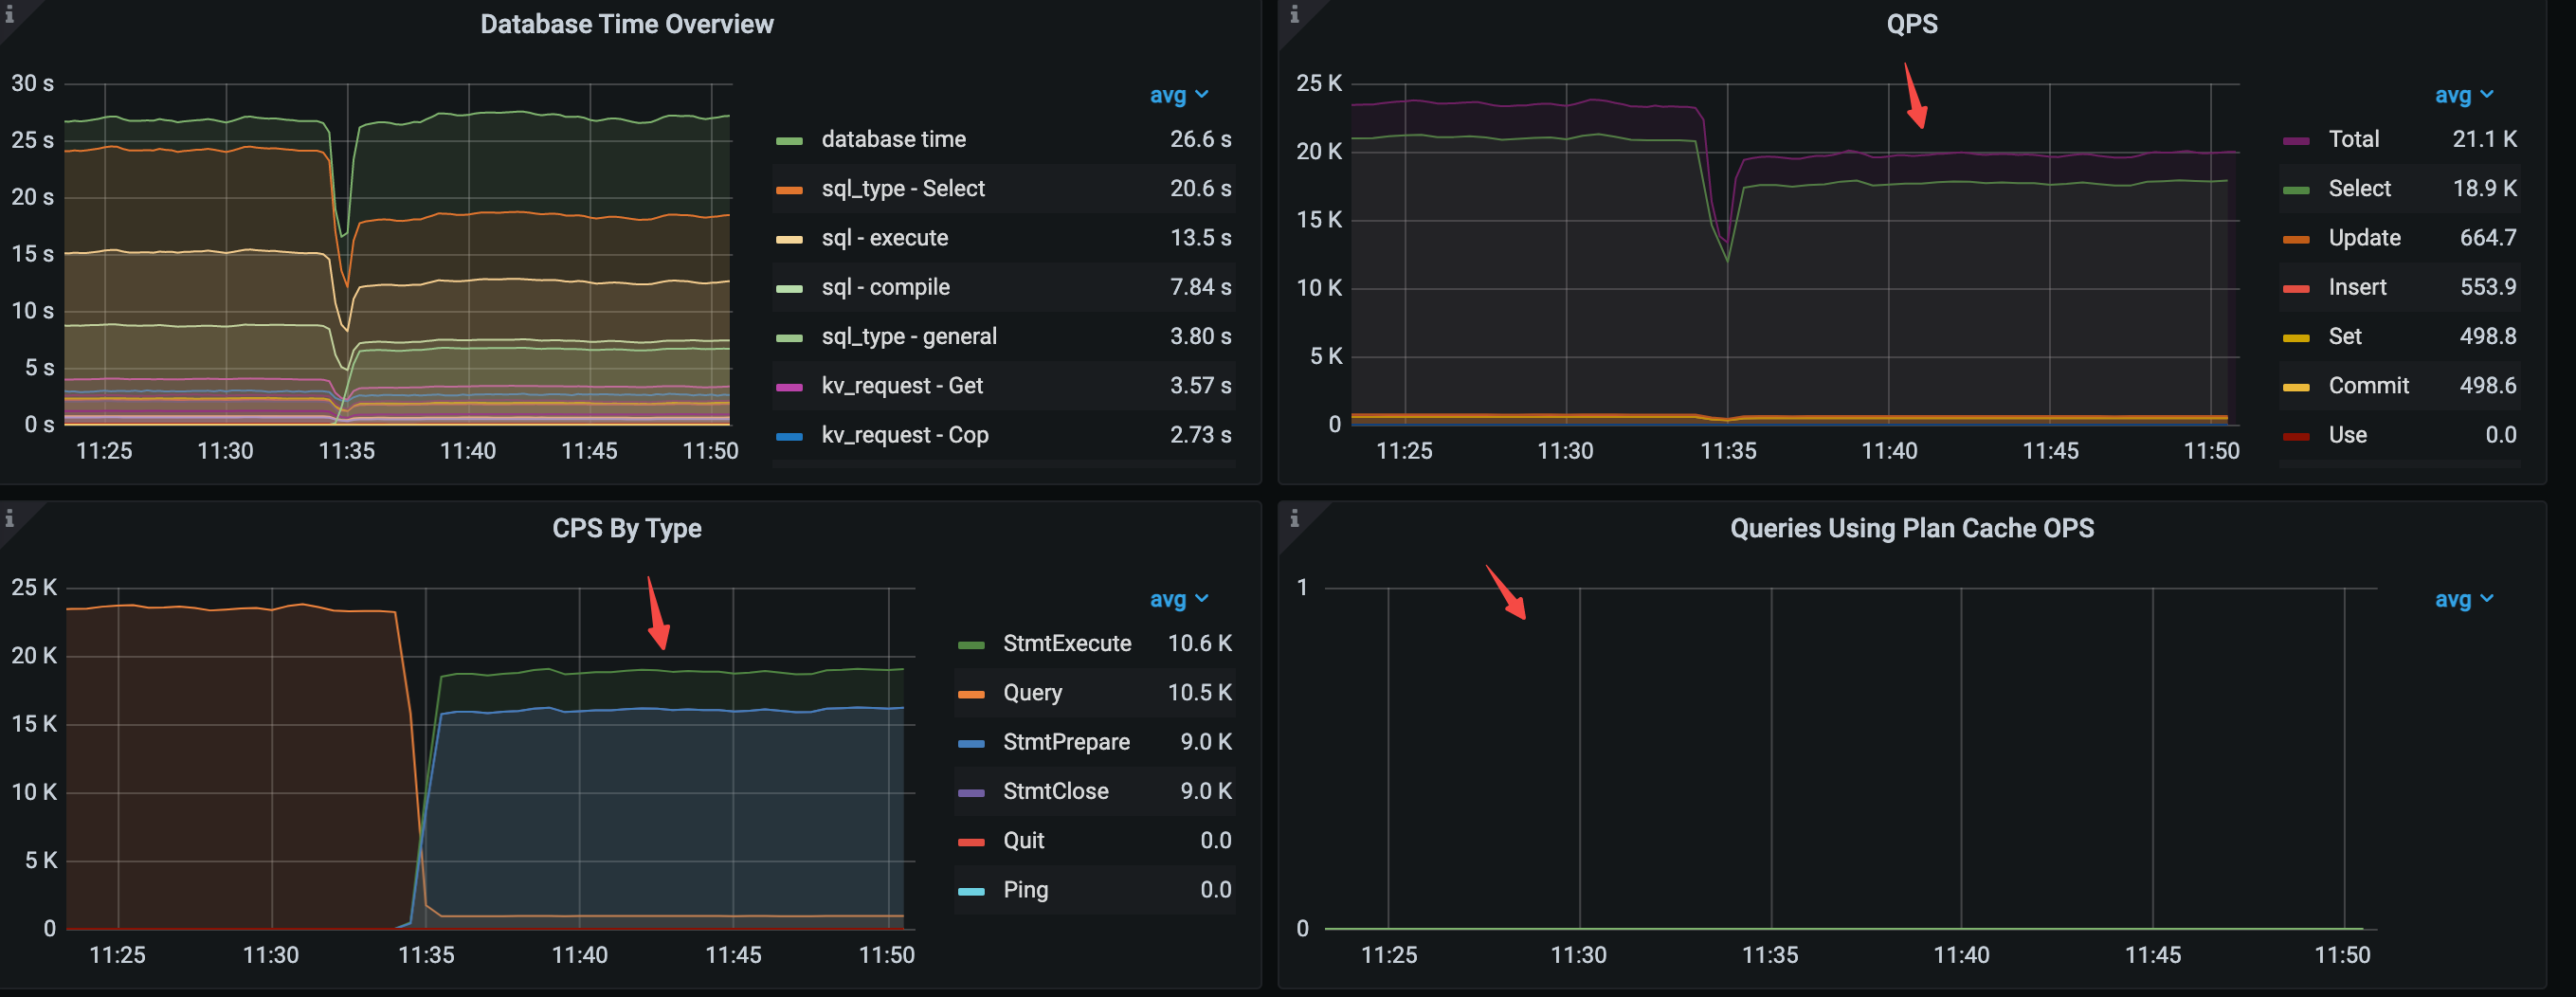 Database Time Overview
30 s
25 s
20 s
15 s
10 s
5 s
0 s
11:25 11:30 11:35 11:40 11:45 11:50
avg
database time 26.6 s
sql_type - Select 20.6 s
sql - execute 13.5 s
sql - compile 7.84 s
sql_type - general 3.80 s
kv_request - Get 3.57 s
kv_request - Cop 2.73 s
QPS
25 K
20 K
15 K
10 K
5 K
0
11:25 11:30 11:35 11:40 11:45 11:50
avg
Total 21.1 K
Select 18.9 K
Update 664.7
Insert 553.9
Set 498.8
Commit 498.6
Use 0.0
CPS By Type
25 K
20 K
15 K
10 K
5 K
0
11:25 11:30 11:35 11:40 11:45 11:50
avg
StmtExecute 10.6 K
Query 10.5 K
StmtPrepare 9.0 K
StmtClose 9.0 K
Quit 0.0
Ping 0.0
Queries Using Plan Cache OPS
1
0
11:25 11:30 11:35 11:40 11:45 11:50
avg